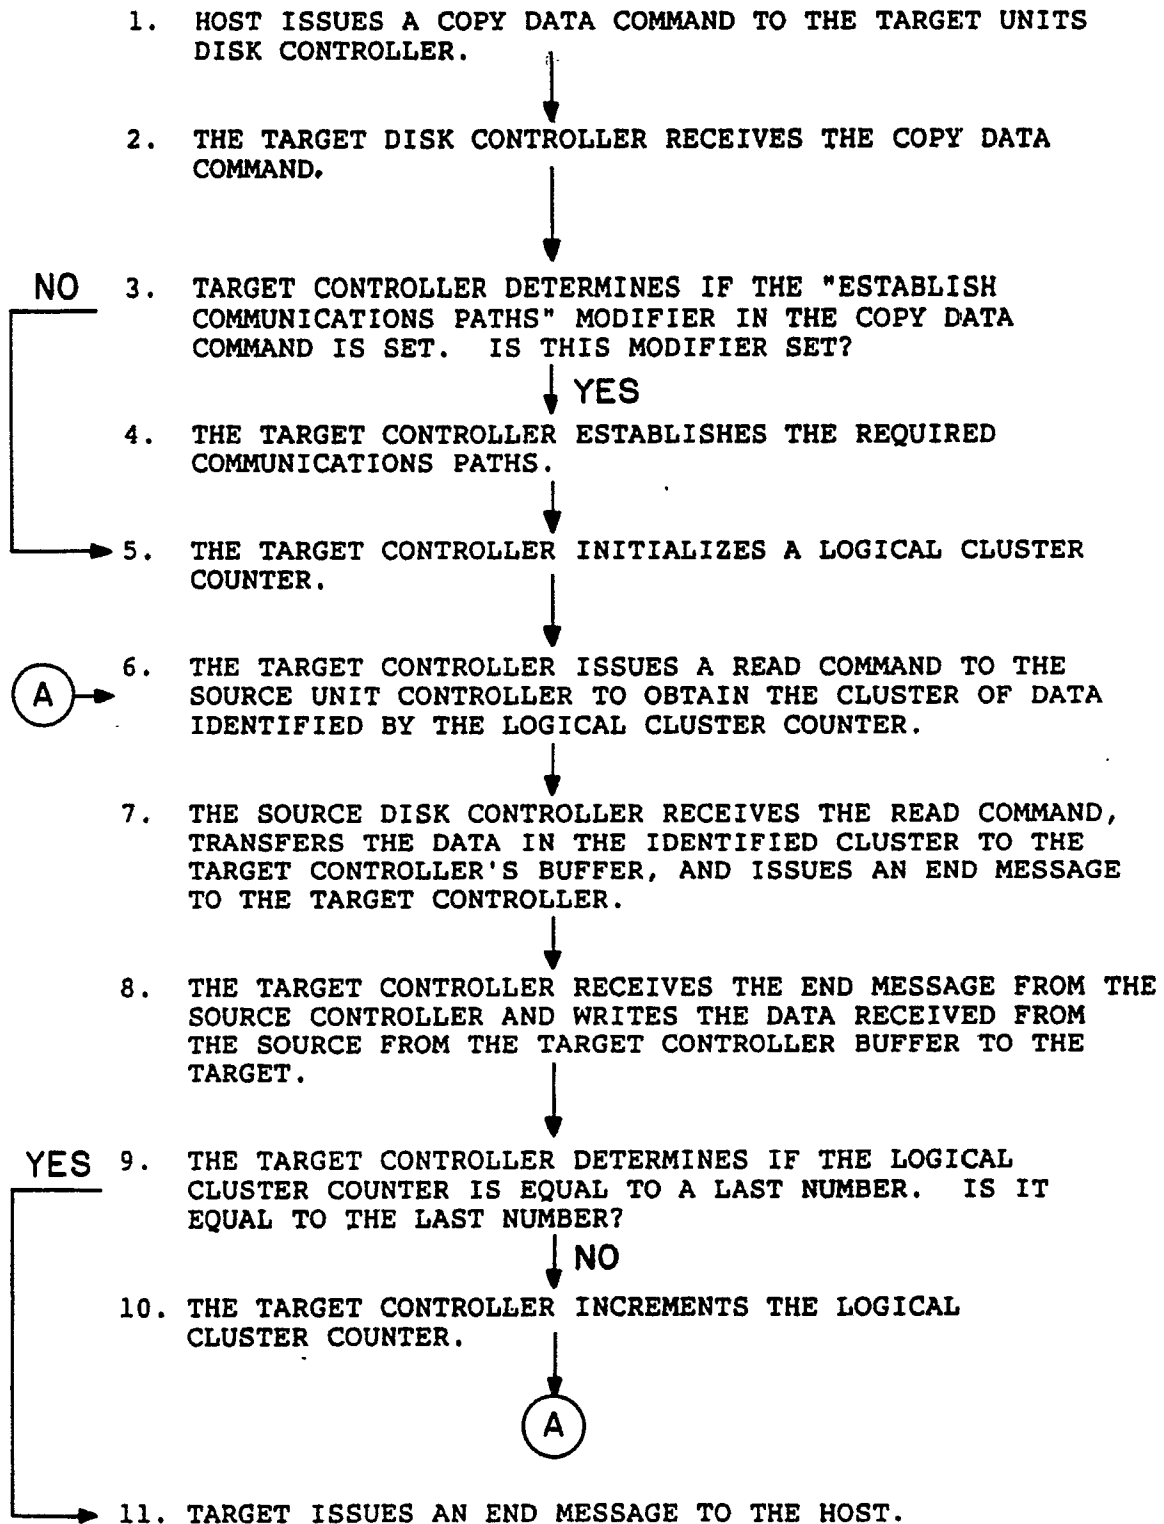 1. HOST ISSUES A COPY DATA COMMAND TO THE TARGET UNITS
DISK CONTROLLER.
2. THE TARGET DISK CONTROLLER RECEIVES THE COPY DATA
COMMAND.
NO 3. TARGET CONTROLLER DETERMINES IF THE "ESTABLISH
COMMUNICATIONS PATHS" MODIFIER IN THE COPY DATA
COMMAND IS SET. IS THIS MODIFIER SET?
YES
4. THE TARGET CONTROLLER ESTABLISHES THE REQUIRED
COMMUNICATIONS PATHS.
5. THE TARGET CONTROLLER INITIALIZES A LOGICAL CLUSTER
COUNTER.
6. THE TARGET CONTROLLER ISSUES A READ COMMAND TO THE
A SOURCE UNIT CONTROLLER TO OBTAIN THE CLUSTER OF DATA
IDENTIFIED BY THE LOGICAL CLUSTER COUNTER.
7. THE SOURCE DISK CONTROLLER RECEIVES THE READ COMMAND,
TRANSFERS THE DATA IN THE IDENTIFIED CLUSTER TO THE
TARGET CONTROLLER'S BUFFER, AND ISSUES AN END MESSAGE
TO THE TARGET CONTROLLER.
8. THE TARGET CONTROLLER RECEIVES THE END MESSAGE FROM THE
SOURCE CONTROLLER AND WRITES THE DATA RECEIVED FROM
THE SOURCE FROM THE TARGET CONTROLLER BUFFER TO THE
TARGET.
YES 9. THE TARGET CONTROLLER DETERMINES IF THE LOGICAL
CLUSTER COUNTER IS EQUAL TO A LAST NUMBER. IS IT
EQUAL TO THE LAST NUMBER?
NO
10. THE TARGET CONTROLLER INCREMENTS THE LOGICAL
CLUSTER COUNTER.
A
11. TARGET ISSUES AN END MESSAGE TO THE HOST.